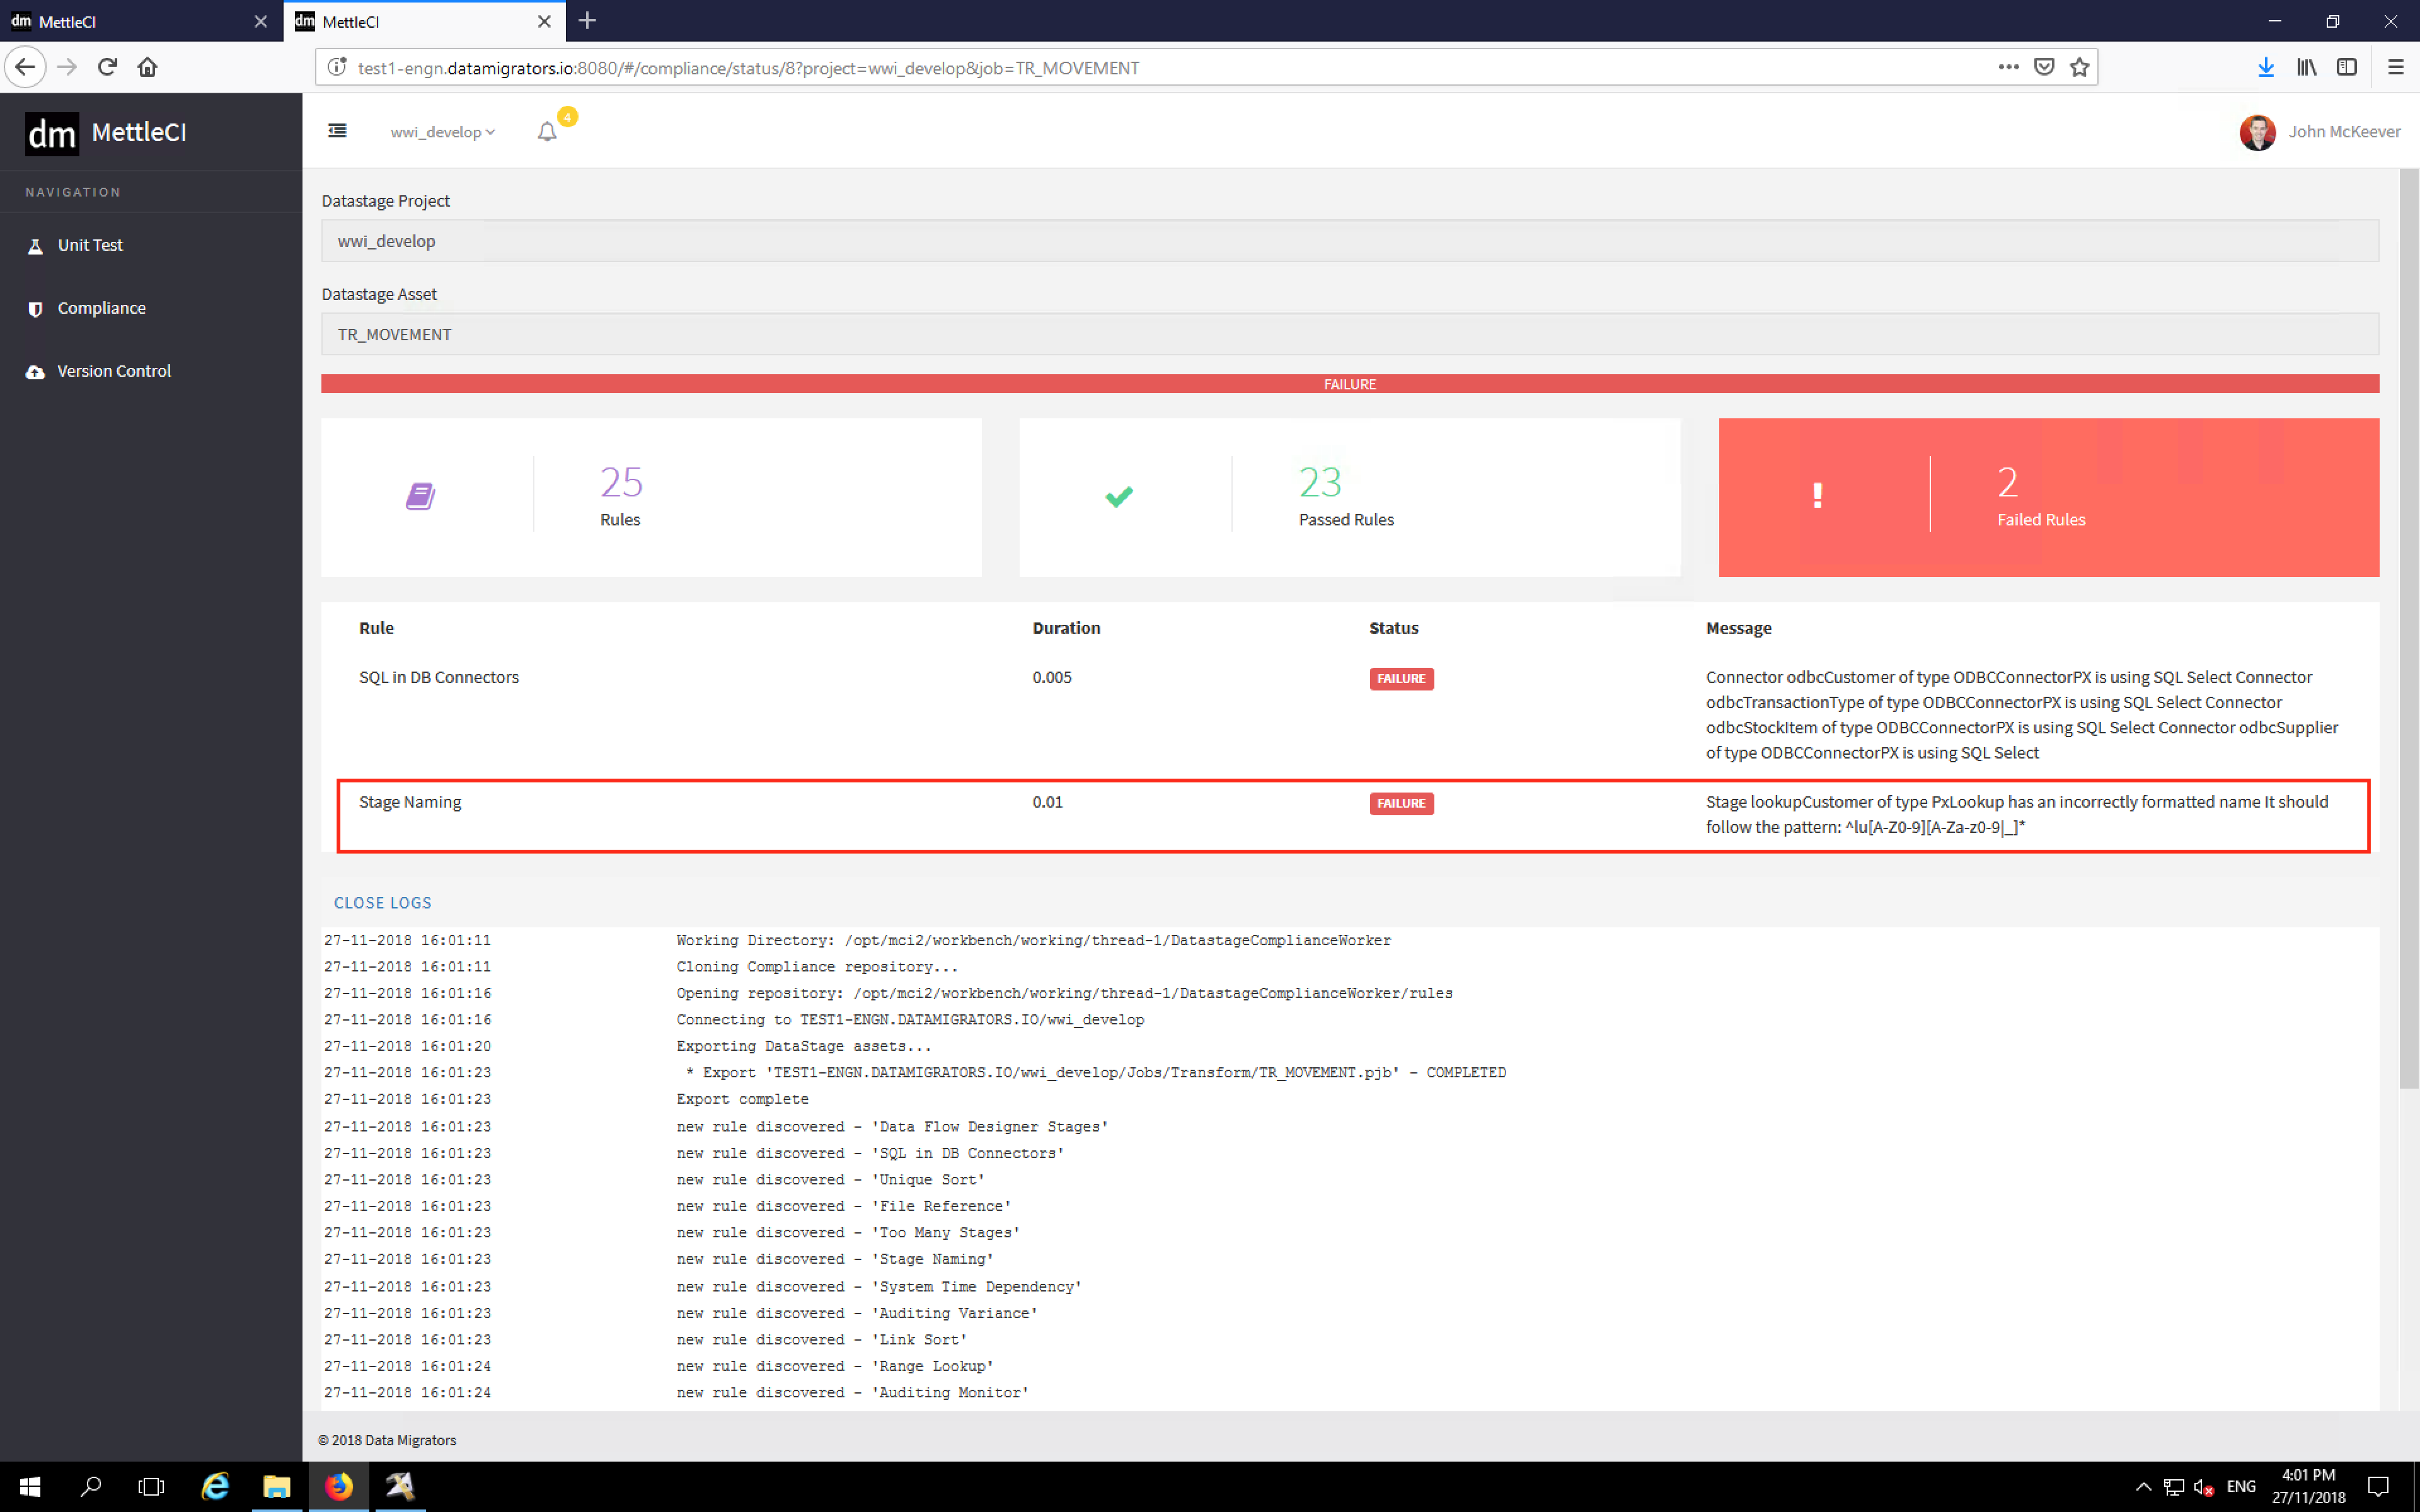 dm MettleCI
dm MettleCI
test1-engn.datamigrators.io:8080/#/compliance/status/8?project=wwi_develop&job=TR_MOVEMENT
dm MettleCI
wwi_develop
4
John McKeever
NAVIGATION
Unit Test
Compliance
Version Control
Datastage Project
wwi_develop
Datastage Asset
TR_MOVEMENT
FAILURE
25
Rules
23
Passed Rules
2
Failed Rules
Rule Duration Status Message
SQL in DB Connectors 0.005 FAILURE Connector odbcCustomer of type ODBCConnectorPX is using SQL Select Connector
odbcTransactionType of type ODBCConnectorPX is using SQL Select Connector
odbcStockItem of type ODBCConnectorPX is using SQL Select Connector odbcSupplier
of type ODBCConnectorPX is using SQL Select
Stage Naming 0.01 FAILURE Stage lookupCustomer of type PxLookup has an incorrectly formatted name It should
follow the pattern: ^lu[A-Z0-9][A-Za-z0-9|_]*
CLOSE LOGS
27-11-2018 16:01:11 Working Directory: /opt/mci2/workbench/working/thread-1/DatastageComplianceWorker
27-11-2018 16:01:11 Cloning Compliance repository...
27-11-2018 16:01:16 Opening repository: /opt/mci2/workbench/working/thread-1/DatastageComplianceWorker/rules
27-11-2018 16:01:16 Connecting to TEST1-ENGN.DATAMIGRATORS.IO/wwi_develop
27-11-2018 16:01:20 Exporting DataStage assets...
27-11-2018 16:01:23 * Export 'TEST1-ENGN.DATAMIGRATORS.IO/wwi_develop/Jobs/Transform/TR_MOVEMENT.pjb' - COMPLETED
27-11-2018 16:01:23 Export complete
27-11-2018 16:01:23 new rule discovered - 'Data Flow Designer Stages'
27-11-2018 16:01:23 new rule discovered - 'SQL in DB Connectors'
27-11-2018 16:01:23 new rule discovered - 'Unique Sort'
27-11-2018 16:01:23 new rule discovered - 'File Reference'
27-11-2018 16:01:23 new rule discovered - 'Too Many Stages'
27-11-2018 16:01:23 new rule discovered - 'Stage Naming'
27-11-2018 16:01:23 new rule discovered - 'System Time Dependency'
27-11-2018 16:01:23 new rule discovered - 'Auditing Variance'
27-11-2018 16:01:23 new rule discovered - 'Link Sort'
27-11-2018 16:01:24 new rule discovered - 'Range Lookup'
27-11-2018 16:01:24 new rule discovered - 'Auditing Monitor'
© 2018 Data Migrators
ENG
4:01 PM
27/11/2018